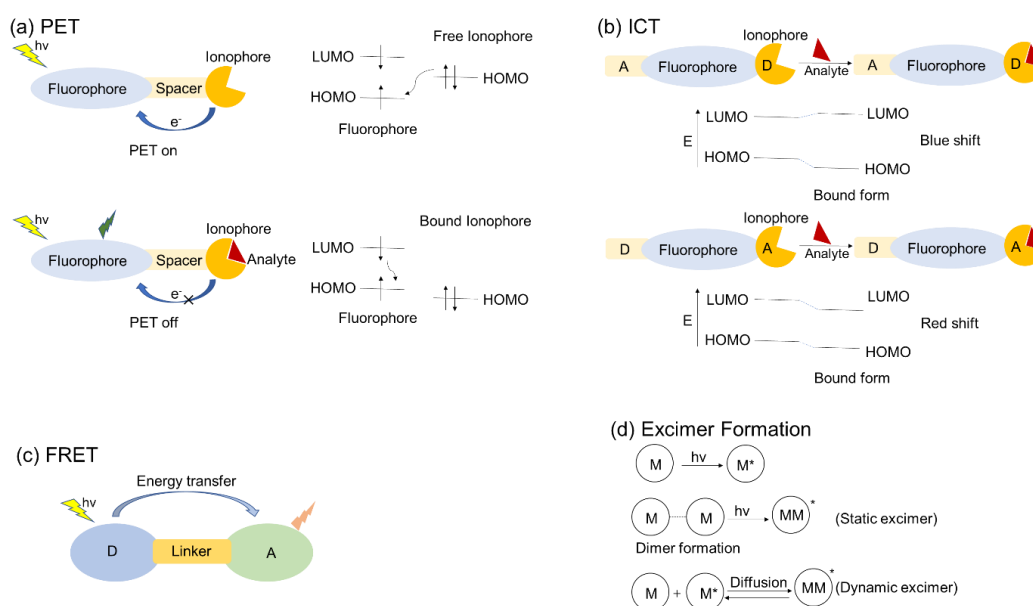 (a) PET
hν
Fluorophore
Spacer
Ionophore
e-
PET on
LUMO
HOMO
Fluorophore
Free Ionophore
HOMO
hν
Fluorophore
Spacer
Ionophore
Analyte
e-
PET off
LUMO
HOMO
Fluorophore
Bound Ionophore
HOMO
(b) ICT
A
Fluorophore
Ionophore
D
Analyte
A
Fluorophore
D
E
LUMO
HOMO
LUMO
HOMO
Blue shift
Bound form
D
Fluorophore
Ionophore
A
Analyte
D
Fluorophore
A
E
LUMO
HOMO
LUMO
HOMO
Red shift
Bound form
(c) FRET
Energy transfer
hν
D
Linker
A
(d) Excimer Formation
M hν M*
M M hν MM * (Static excimer)
Dimer formation
M + M* Diffusion MM * (Dynamic excimer)